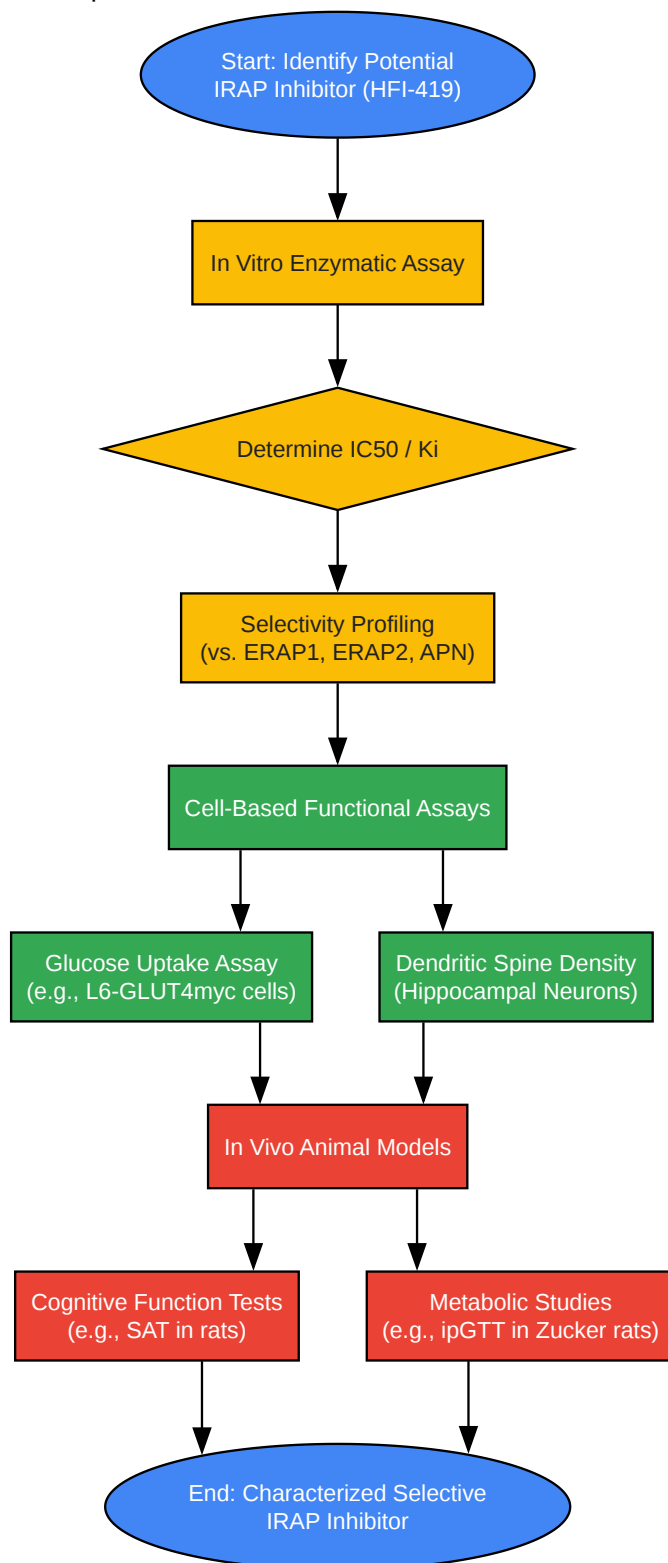 Start: Identify Potential
IRAP Inhibitor (HFI-419)
In Vitro Enzymatic Assay
Determine IC50 / Ki
Selectivity Profiling
(vs. ERAP1, ERAP2, APN)
Cell-Based Functional Assays
Glucose Uptake Assay
(e.g., L6-GLUT4myc cells)
Dendritic Spine Density
(Hippocampal Neurons)
In Vivo Animal Models
Cognitive Function Tests
(e.g., SAT in rats)
Metabolic Studies
(e.g., ipGTT in Zucker rats)
End: Characterized Selective
IRAP Inhibitor